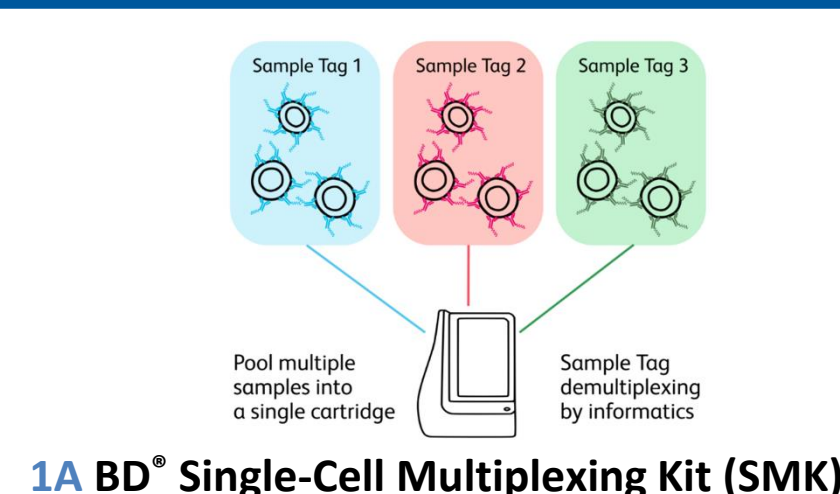 Sample Tag 1
Sample Tag 2
Sample Tag 3
Pool multiple
samples into
a single cartridge
Sample Tag
demultiplexing
by informatics
1A BD® Single-Cell Multiplexing Kit (SMK)